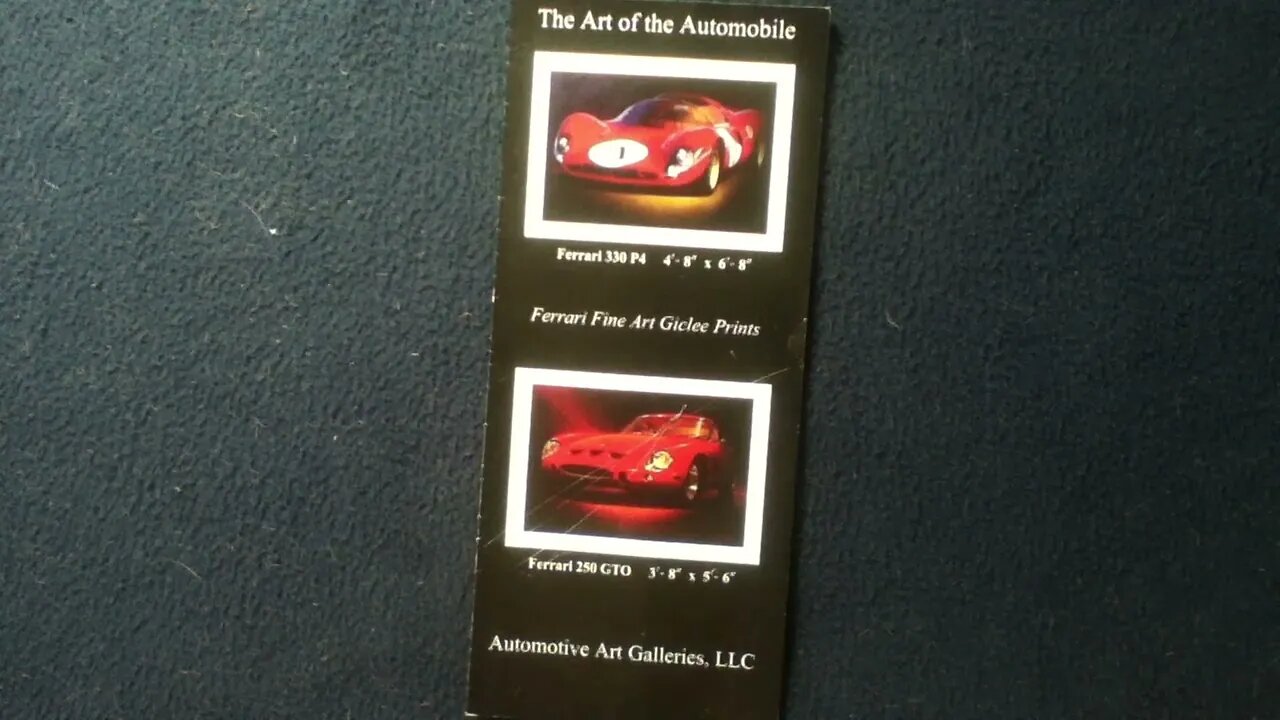 The Art of the Automobile
1
Ferrari 330 P4 4'- 8" x 6'- 8"
Ferrari Fine Art Giclee Prints
Ferrari 250 GTO 3'- 8" x 5'- 6"
Automotive Art Galleries, LLC